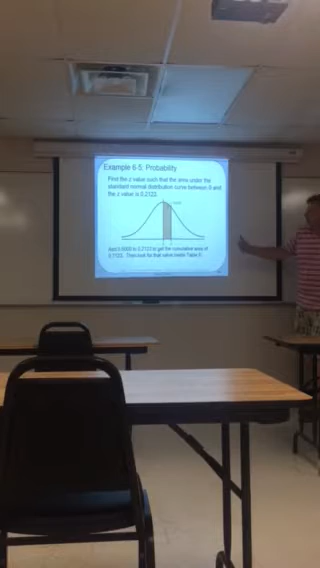 Example 6-5: Probability
Find the z value such that the area under the
standard normal distribution curve between 0 and
the z value is 0.2123.
Add 0.5000 to 0.2123 to get the cumulative area of
0.7123. Then look for that value inside Table E.